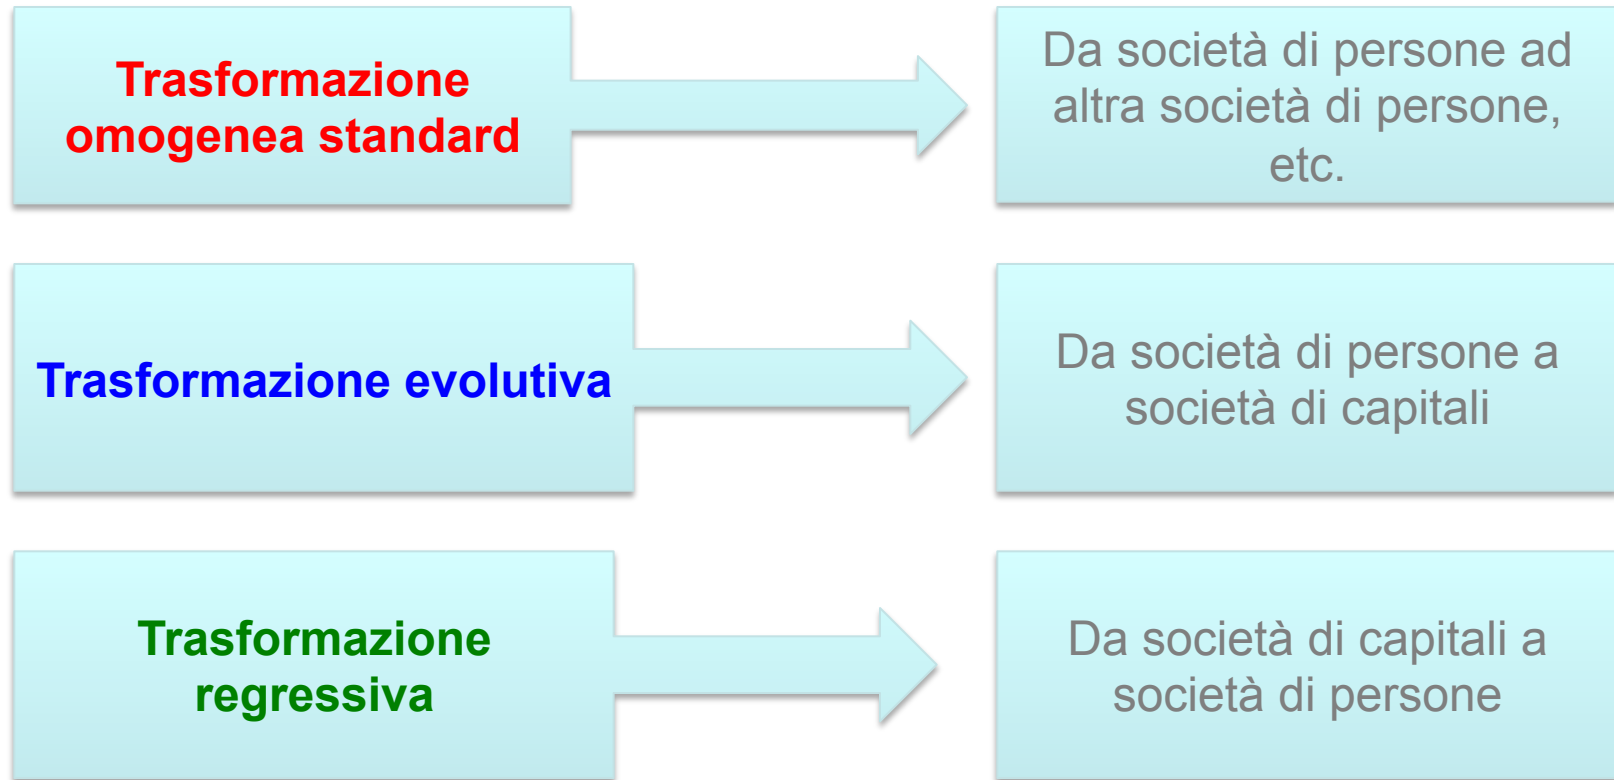 Trasformazione
omogenea standard
Da società di persone ad
altra società di persone,
etc.
Trasformazione evolutiva
Da società di persone a
società di capitali
Trasformazione
regressiva
Da società di capitali a
società di persone